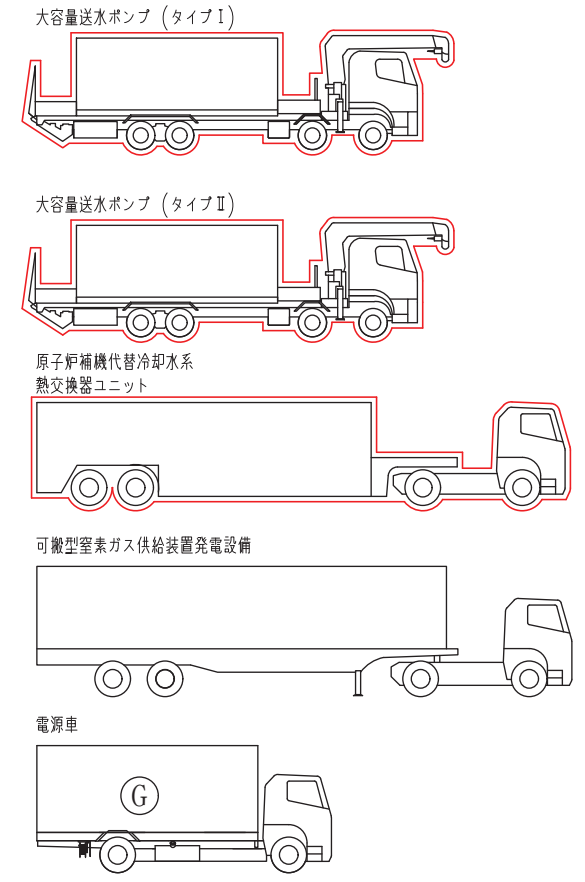 大容量送水ポンプ（タイプⅠ）
大容量送水ポンプ（タイプⅡ）
原子炉補機代替冷却水系
熱交換器ユニット
可搬型窒素ガス供給装置発電設備
電源車
G